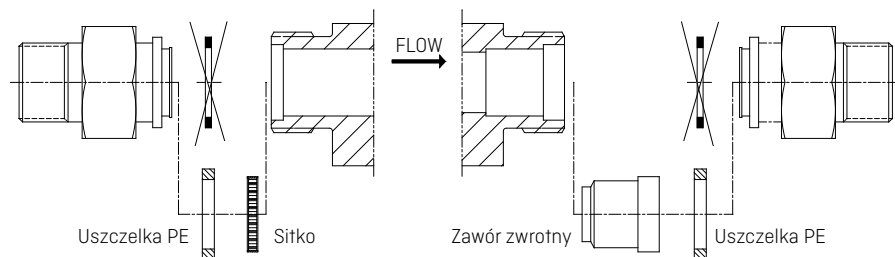 FLOW
Uszczelka PE
Sitko
Zawór zwrotny
Uszczelka PE